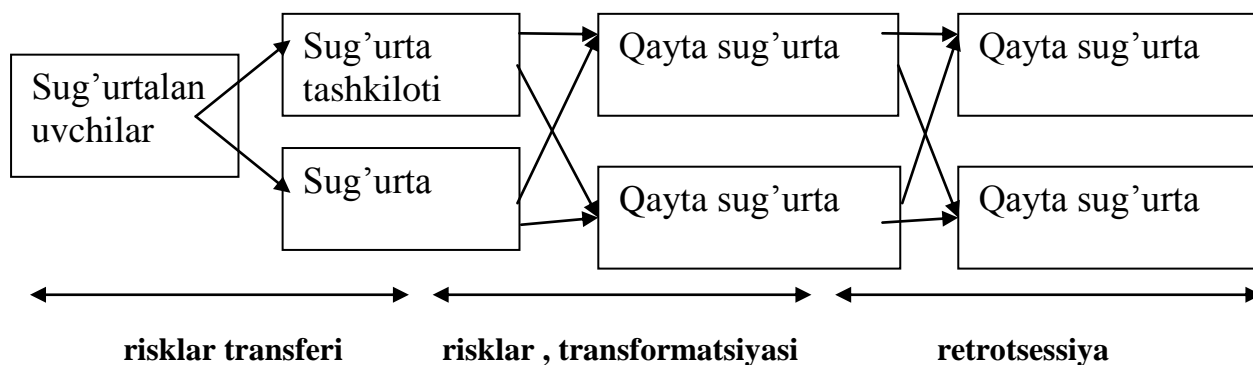 Sug’urtalan
uvchilar
Sug’urta
tashkiloti
Sug’urta
Qayta sug’urta
Qayta sug’urta
Qayta sug’urta
Qayta sug’urta
risklar transferi
risklar , transformatsiyasi
retrotsessiya